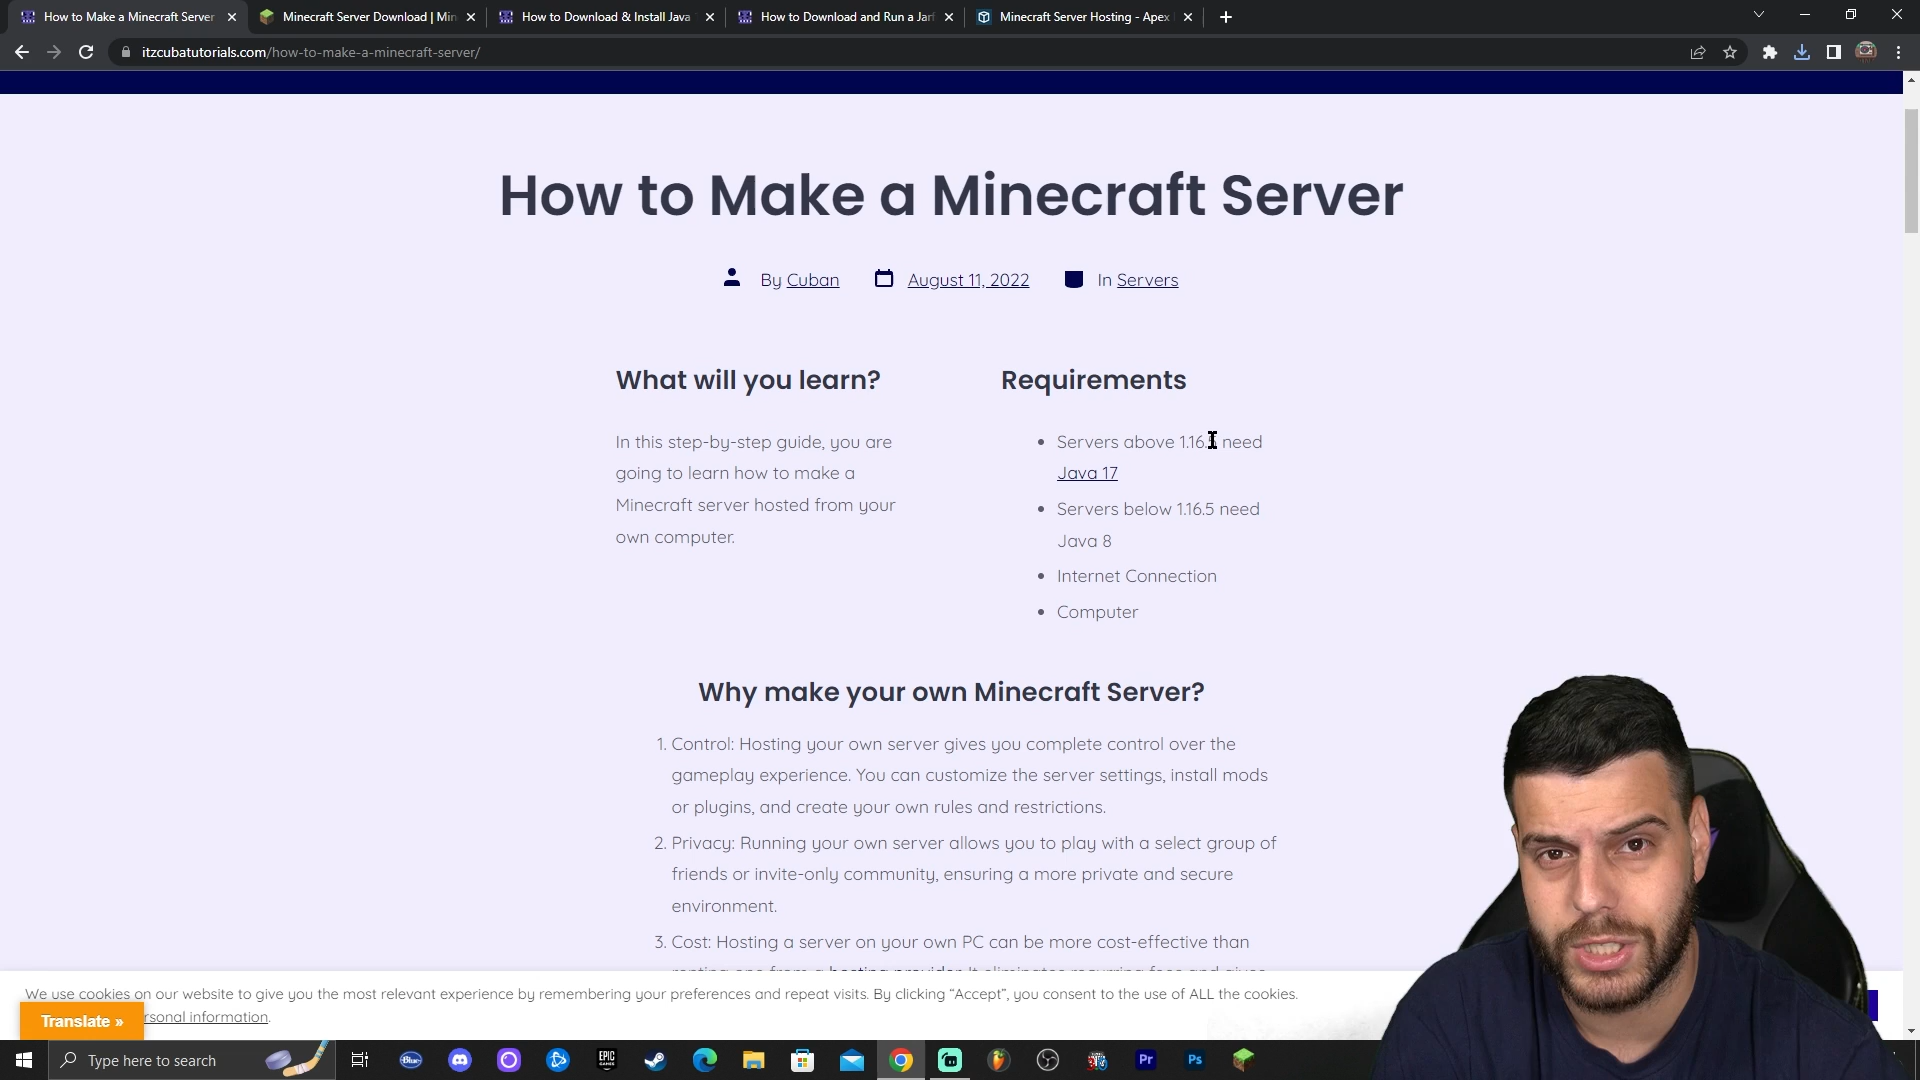 How to Make a Minecraft Server
Minecraft Server Download | Min
How to Download & Install Java
How to Download and Run a Jarf
Minecraft Server Hosting - Apex
itzcubatutorials.com/how-to-make-a-minecraft-server/
How to Make a Minecraft Server
By Cuban
August 11, 2022
In Servers
What will you learn?
In this step-by-step guide, you are
going to learn how to make a
Minecraft server hosted from your
own computer.
Requirements
Servers above 1.16.5 need
Java 17
Servers below 1.16.5 need
Java 8
Internet Connection
Computer
Why make your own Minecraft Server?
1. Control: Hosting your own server gives you complete control over the
gameplay experience. You can customize the server settings, install mods
or plugins, and create your own rules and restrictions.
2. Privacy: Running your own server allows you to play with a select group of
friends or invite-only community, ensuring a more private and secure
environment.
3. Cost: Hosting a server on your own PC can be more cost-effective than
We use cookies on our website to give you the most relevant experience by remembering your preferences and repeat visits. By clicking “Accept”, you consent to the use of ALL the cookies.
Translate »
rsonal information.
Type here to search
Blue
EPIC
GAMES
Pr
Ps